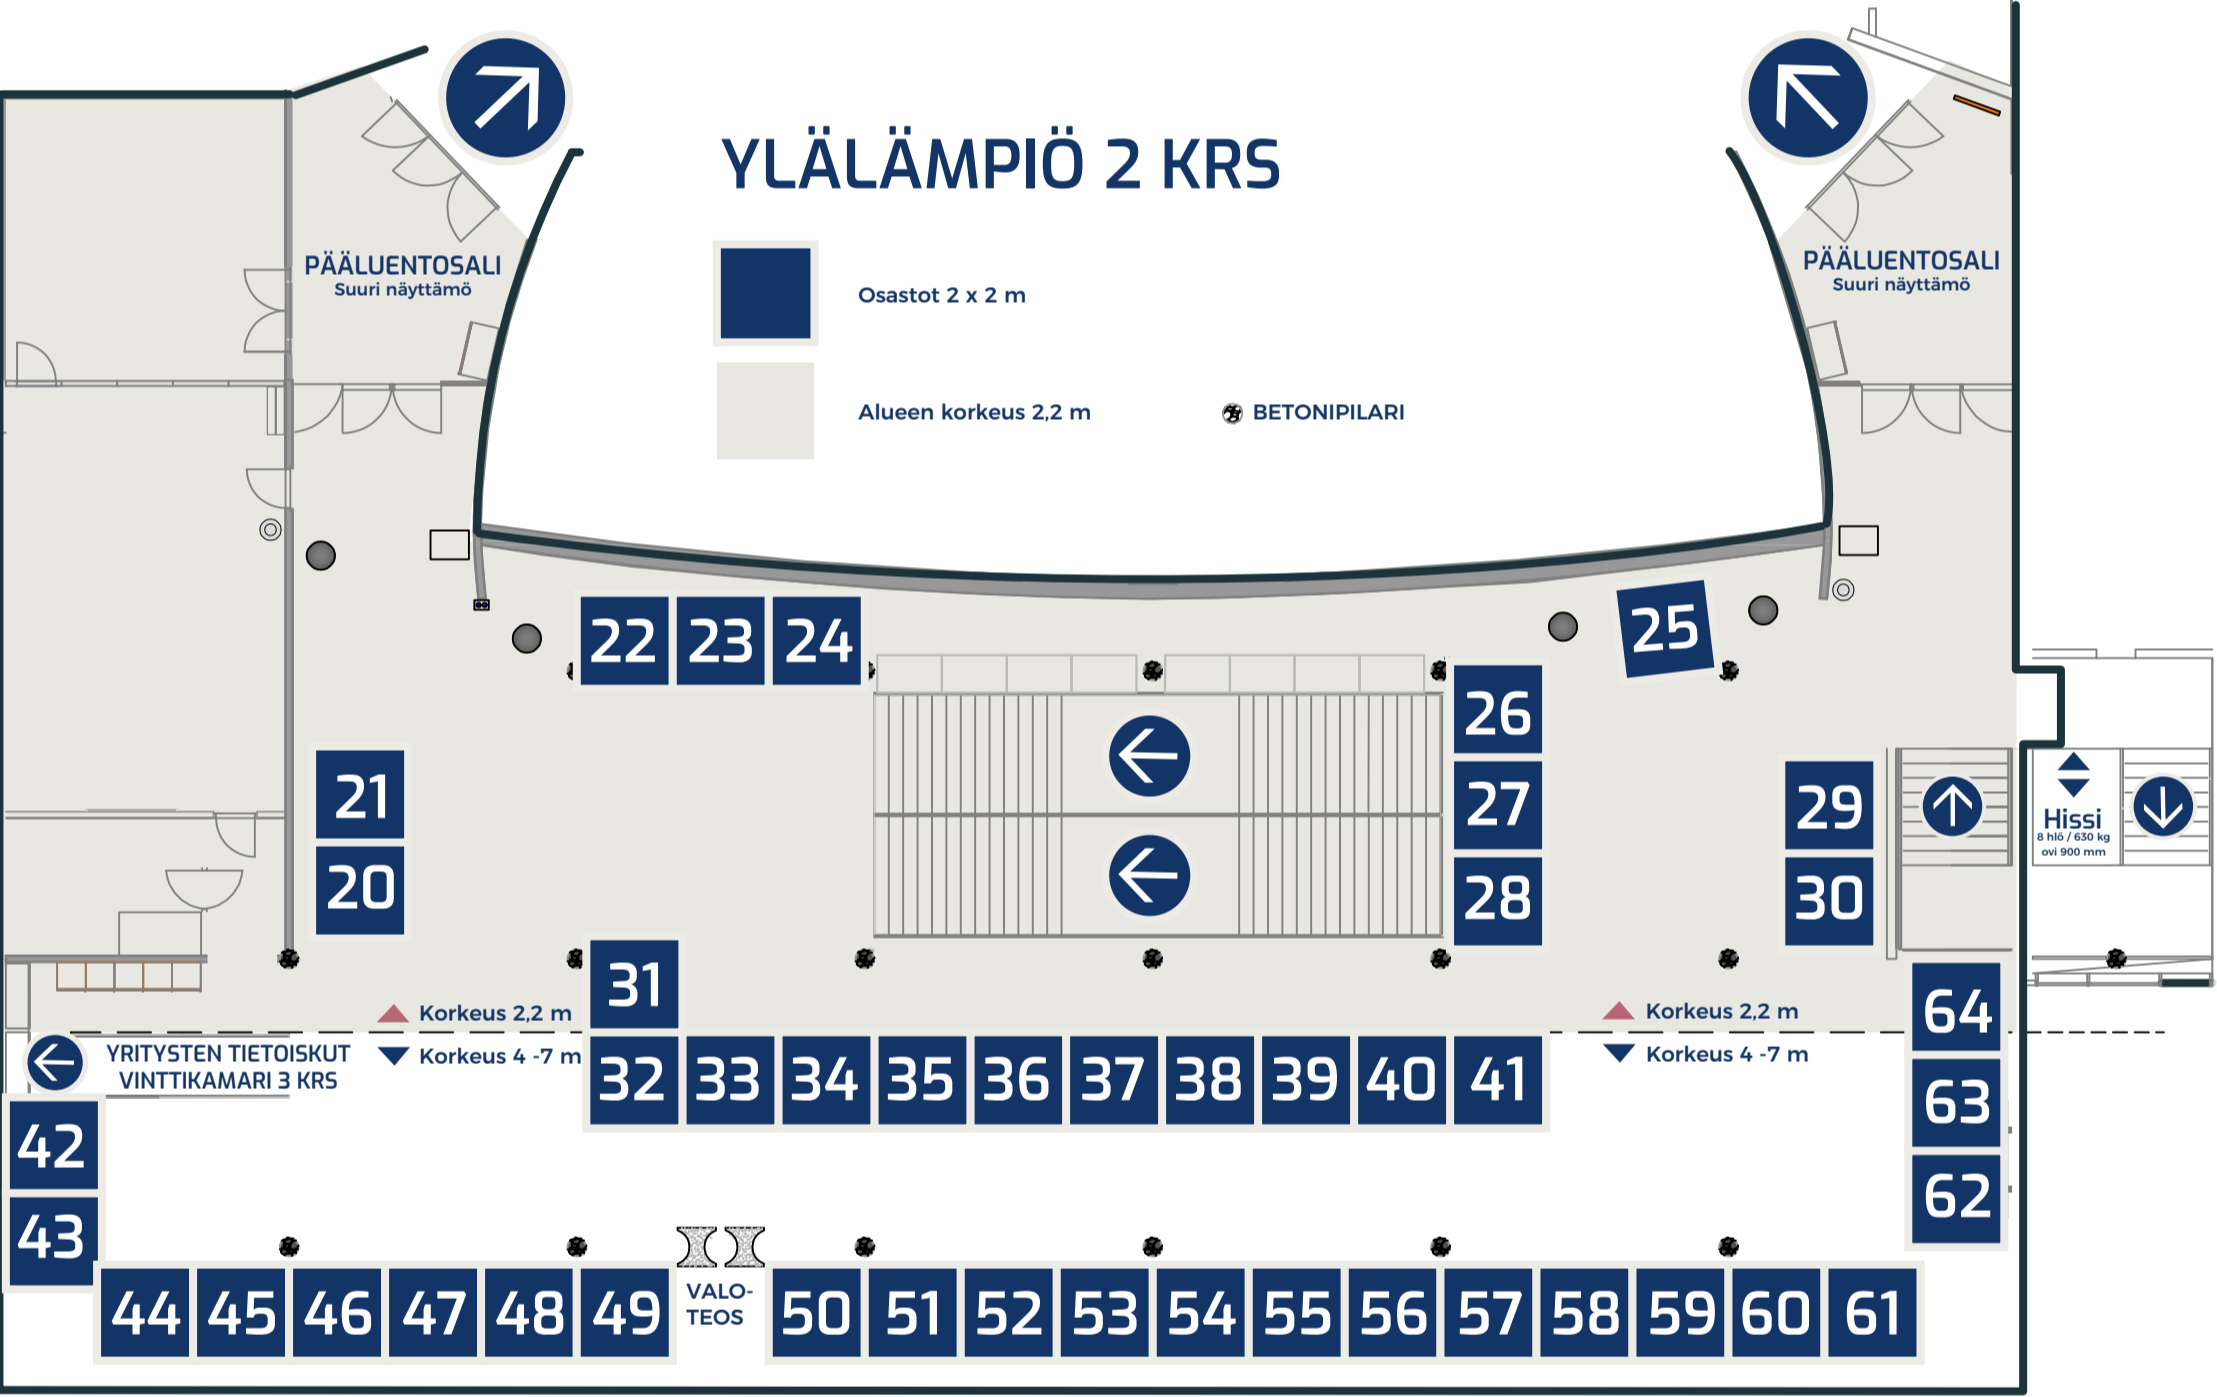 YLÄLÄMPIÖ 2 KRS
PÄÄLUENTOSALI
Suuri näyttämö
PÄÄLUENTOSALI
Suuri näyttämö
Osastot 2 x 2 m
Alueen korkeus 2,2 m
BETONIPILARI
22 23 24
25
26
27
28
21
20
29
30
Hissi
8 hlö / 630 kg
ovi 900 mm
31
Korkeus 2,2 m
Korkeus 4 -7 m
Korkeus 2,2 m
Korkeus 4 -7 m
YRITYSTEN TIETOISKUT
VINTTIKAMARI 3 KRS
32 33 34 35 36 37 38 39 40 41
64
63
62
42
43
44 45 46 47 48 49
VALO-
TEOS
50 51 52 53 54 55 56 57 58 59 60 61